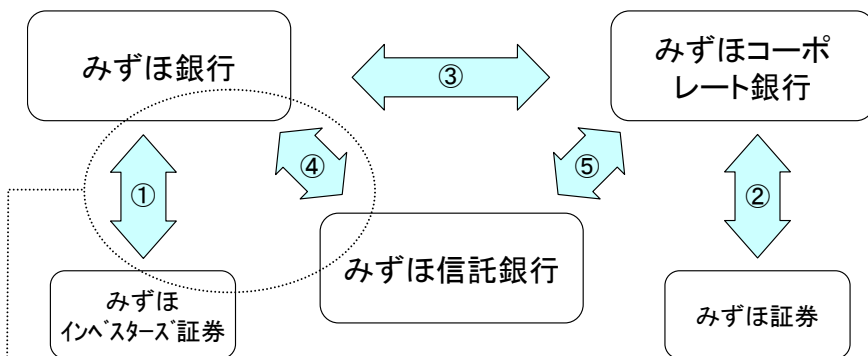 みずほ銀行
③
みずほコーポ
レート銀行
①
④
⑤
②
みずほ信託銀行
みずほ
ｲﾝﾍﾞｽﾀｰｽﾞ証券
みずほ証券